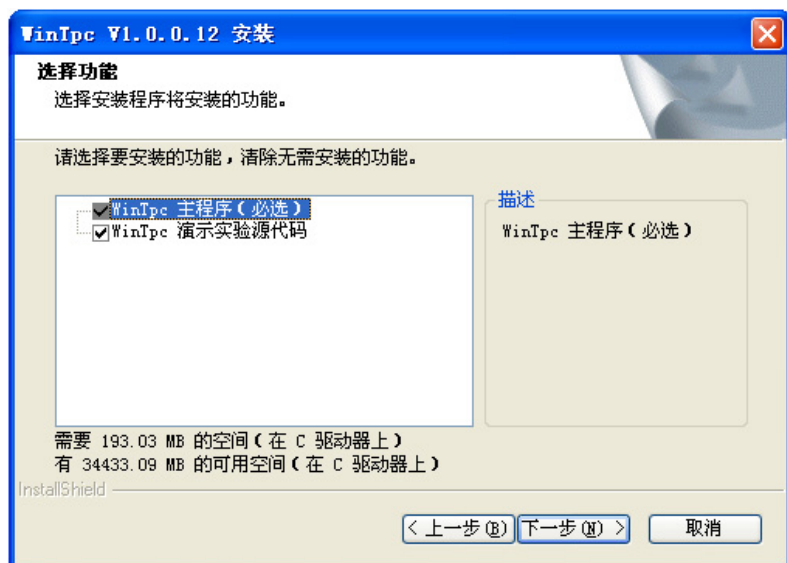 WinTpc V1.0.0.12 安装
选择功能
选择安装程序将安装的功能。
请选择要安装的功能，清除无需安装的功能。
WinTpc 主程序(必选)
WinTpc 演示实验源代码
描述
WinTpc 主程序(必选)
需要 193.03 MB 的空间(在 C 驱动器上)
有 34433.09 MB 的可用空间(在 C 驱动器上)
InstallShield
< 上一步(B) 下一步(N) > 取消